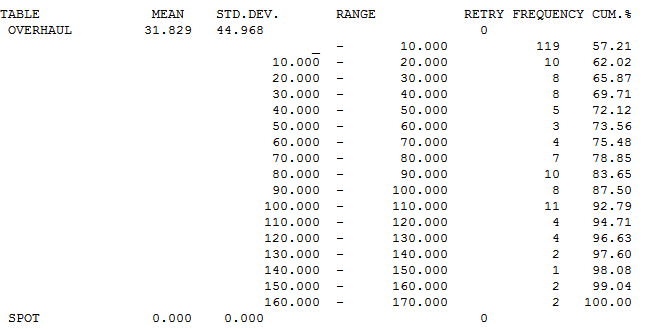 TABLE MEAN STD.DEV. RANGE RETRY FREQUENCY CUM.%
OVERHAUL 31.829 44.968 0
_ - 10.000 119 57.21
10.000 - 20.000 10 62.02
20.000 - 30.000 8 65.87
30.000 - 40.000 8 69.71
40.000 - 50.000 5 72.12
50.000 - 60.000 3 73.56
60.000 - 70.000 4 75.48
70.000 - 80.000 7 78.85
80.000 - 90.000 10 83.65
90.000 - 100.000 8 87.50
100.000 - 110.000 11 92.79
110.000 - 120.000 4 94.71
120.000 - 130.000 4 96.63
130.000 - 140.000 2 97.60
140.000 - 150.000 1 98.08
150.000 - 160.000 2 99.04
160.000 - 170.000 2 100.00
SPOT 0.000 0.000 0